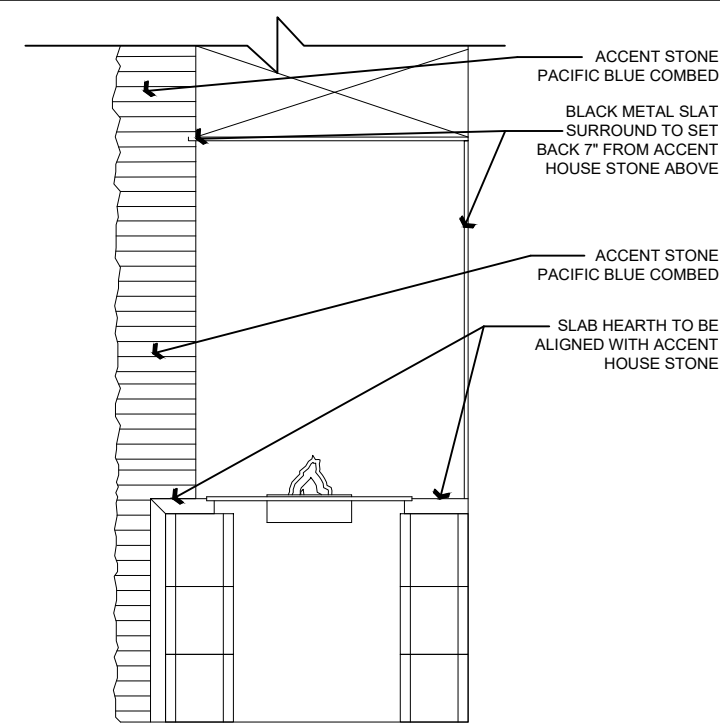 ACCENT STONE
PACIFIC BLUE COMBED
BLACK METAL SLAT
SURROUND TO SET
BACK 7" FROM ACCENT
HOUSE STONE ABOVE
ACCENT STONE
PACIFIC BLUE COMBED
SLAB HEARTH TO BE
ALIGNED WITH ACCENT
HOUSE STONE